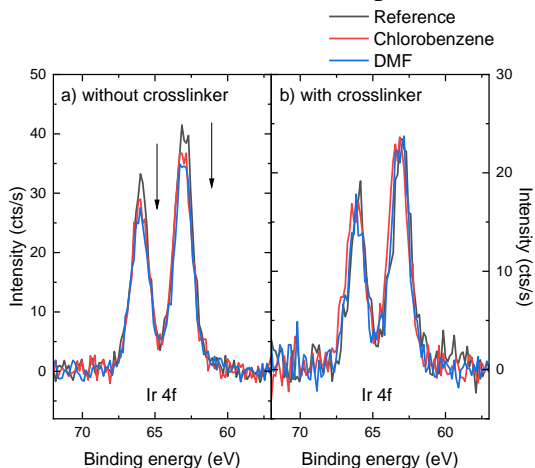 Reference
Chlorobenzene
DMF
a) without crosslinker
b) with crosslinker
50
40
30
20
10
0
30
20
10
0
Intensity (cts/s)
Intensity (cts/s)
Ir 4f
Ir 4f
70 65 60
70 65 60
Binding energy (eV)
Binding energy (eV)